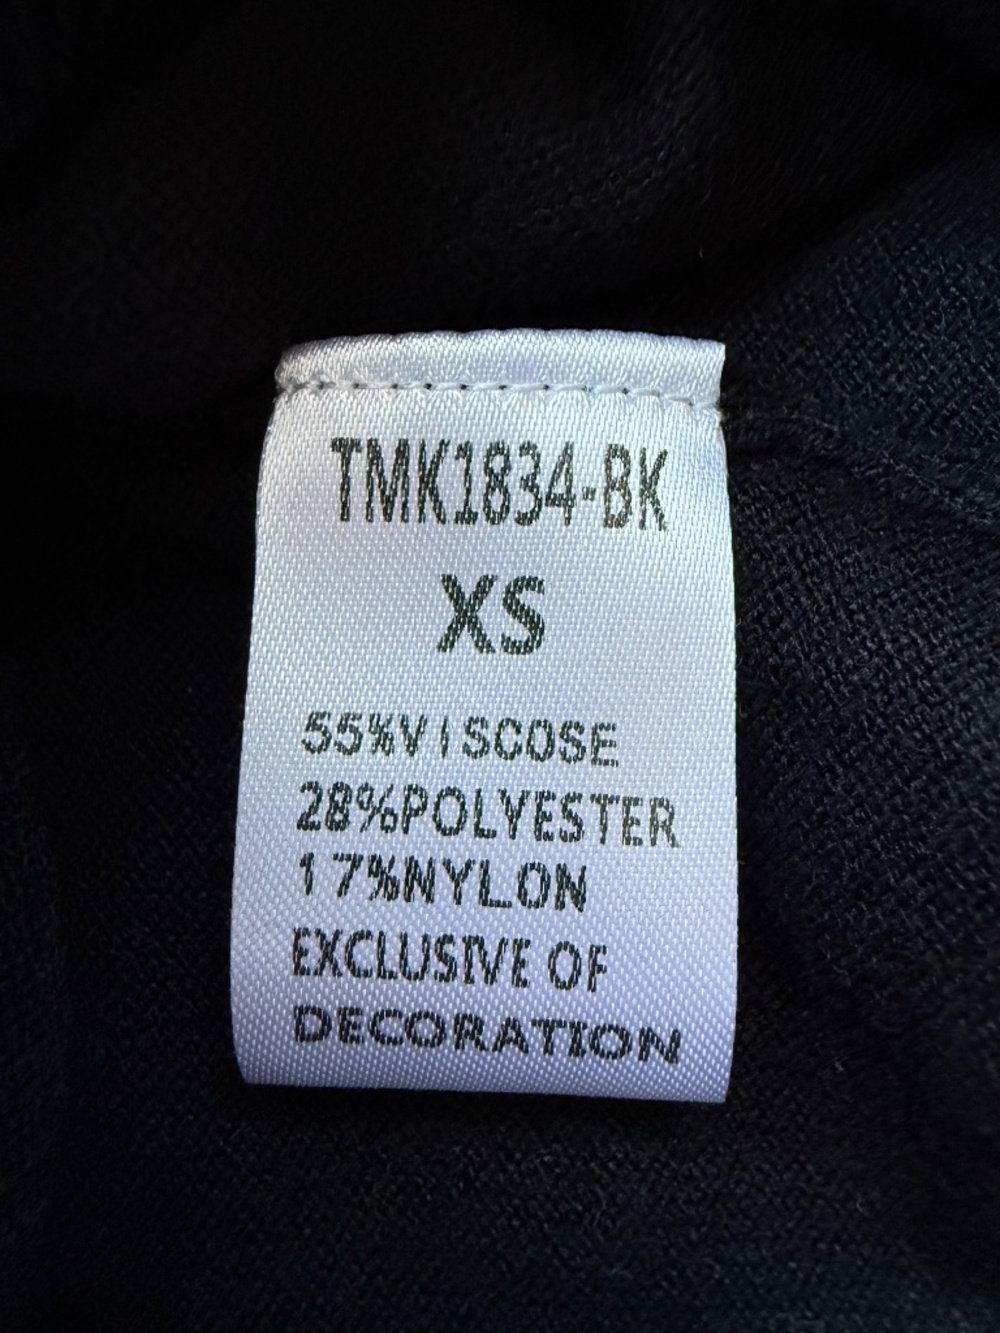 TMK1834-BK
XS
55%VISCOSE
28%POLYESTER
17%NYLON
EXCLUSIVE OF
DECORATION